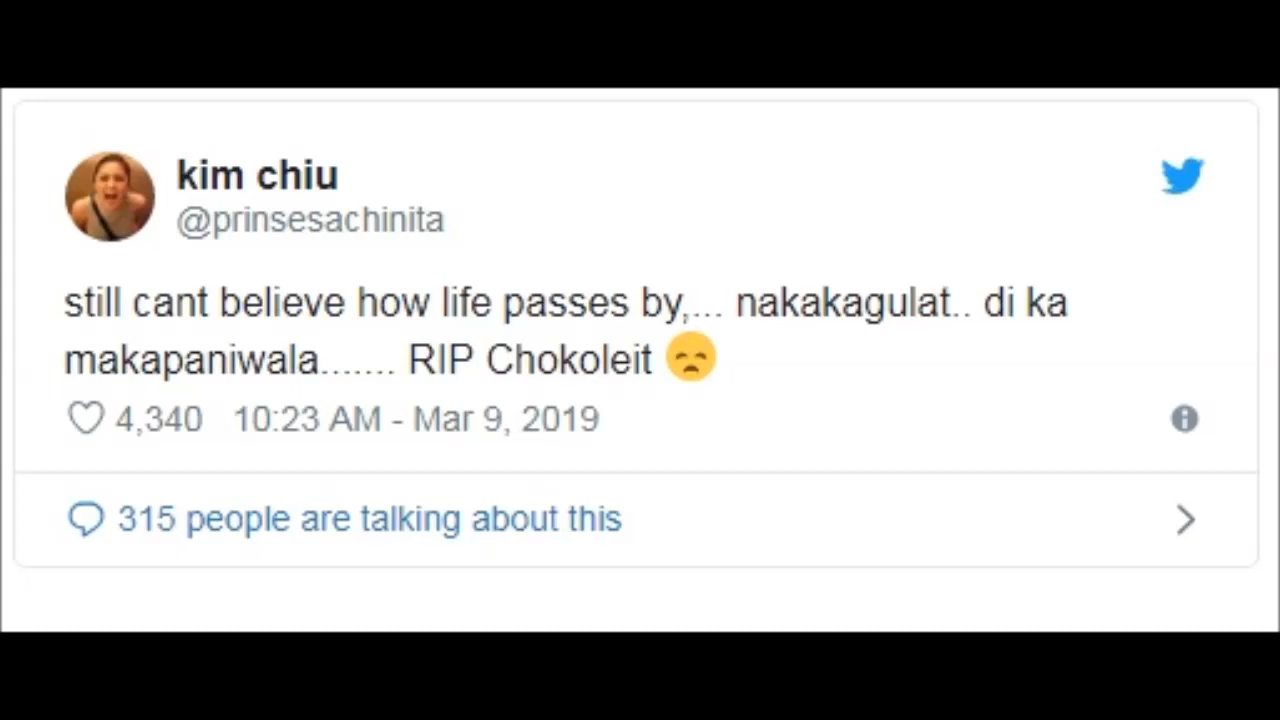 kim chiu
@prinsesachinita
still cant believe how life passes by,... nakakagulat.. di ka
makapaniwala....... RIP Chokoleit 😞
4,340 10:23 AM - Mar 9, 2019
315 people are talking about this